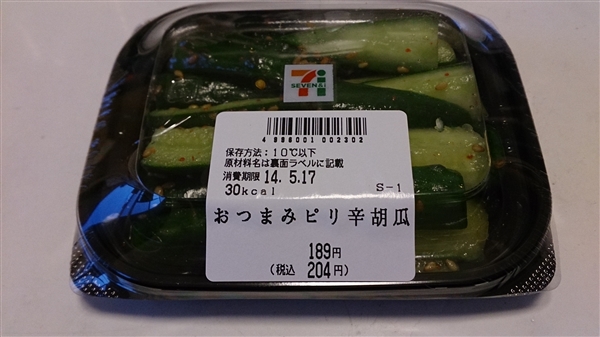 7
SEVEN&i
4 886001 002302
保存方法：10℃以下
原材料名は裏面ラベルに記載
消費期限 14. 5.17
30kcal S-1
おつまみピリ辛胡瓜
189円
(税込 204円)